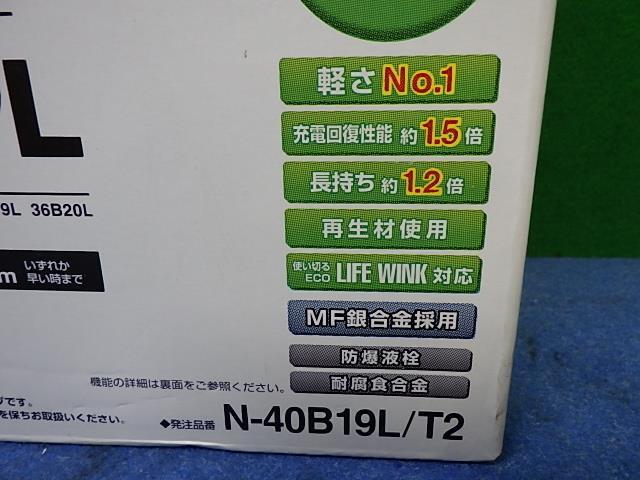 L
軽さNo.1
充電回復性能 約1.5倍
長持ち 約1.2倍
9L 36B20L
再生材使用
いずれか
早い時まで
m
使い切る
ECO
LIFE WINK 対応
MF銀合金採用
防爆液栓
耐腐食合金
機能の詳細は裏面をご参照ください。
です。
を保ちお取扱いください。
◆発注品番 N-40B19L/T2